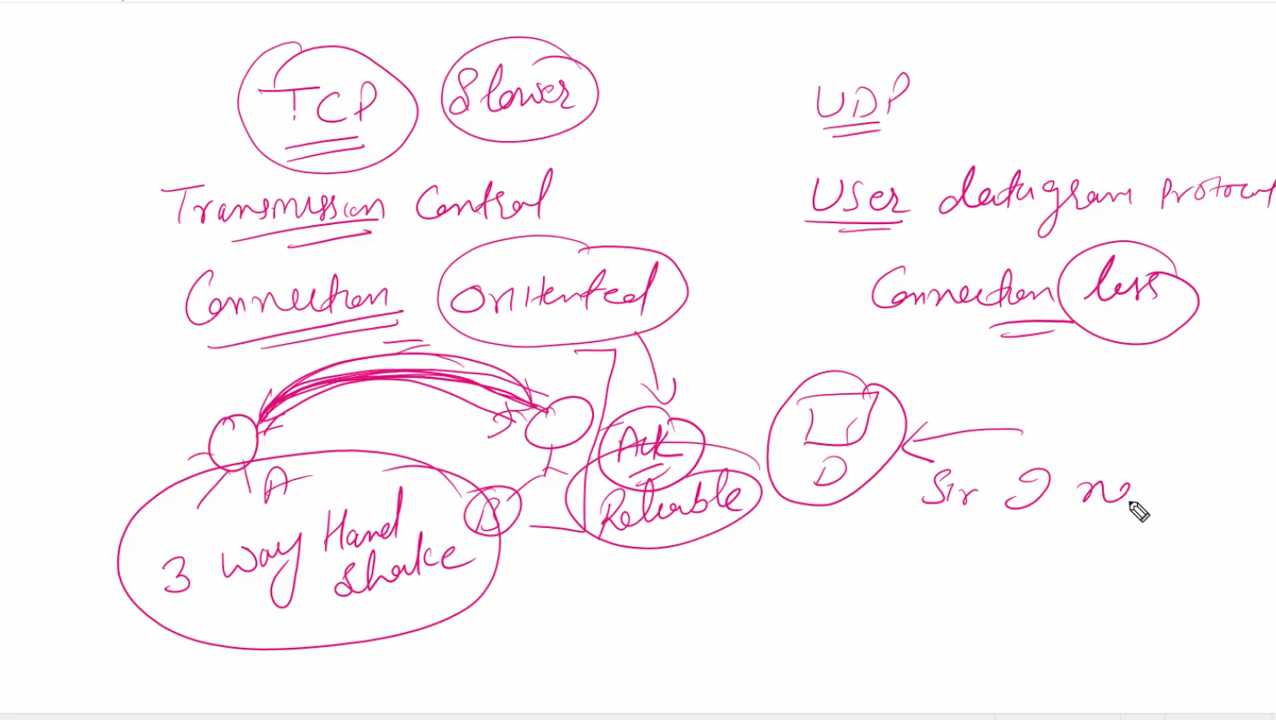 TCP Slower
UDP
Transmission Control
User datagram Protocol
Connection Oriented
Connection less
Ack
Reliable
A
B
3 Way Hand
Shake
D
Sir I n